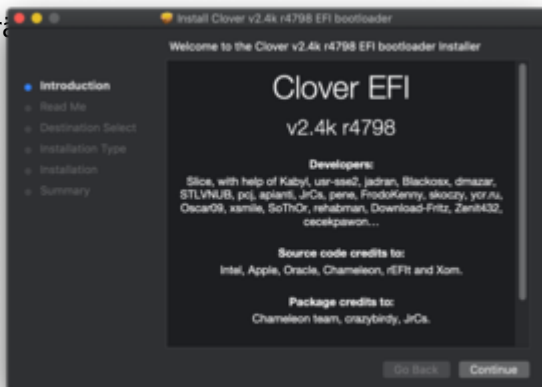 Install Clover v2.4k r4798 EFI bootloader
Welcome to the Clover v2.4k r4798 EFI bootloader Installer
Introduction
Read Me
Destination Select
Installation Type
Installation
Summary
Clover EFI
v2.4k r4798
Developers:
Slice, with help of Kabyl, usr-sse2, jadran, Blackosx, dmazar,
STLVNUB, pcj, apianti, JrCs, pene, FrodoKenny, skoczy, ycr.ru,
Oscar09, xsmile, SoThOr, rehabman, Download-Fritz, Zenit432,
cecekpawon...
Source code credits to:
Intel, Apple, Oracle, Chameleon, rEFIt and Xom.
Package credits to:
Chameleon team, crazybirdy, JrCs.
Go Back
Continue